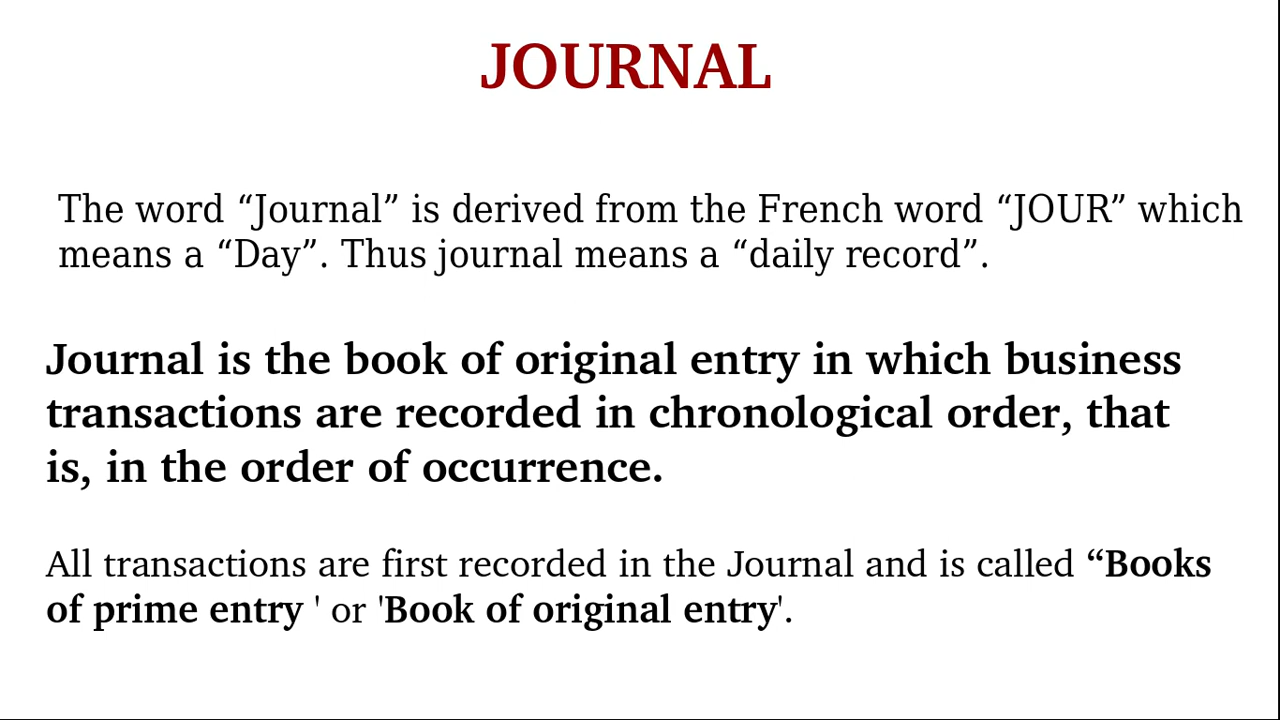 JOURNAL
The word “Journal” is derived from the French word “JOUR” which
means a “Day”. Thus journal means a “daily record”.
Journal is the book of original entry in which business
transactions are recorded in chronological order, that
is, in the order of occurrence.
All transactions are first recorded in the Journal and is called “Books
of prime entry ' or 'Book of original entry'.